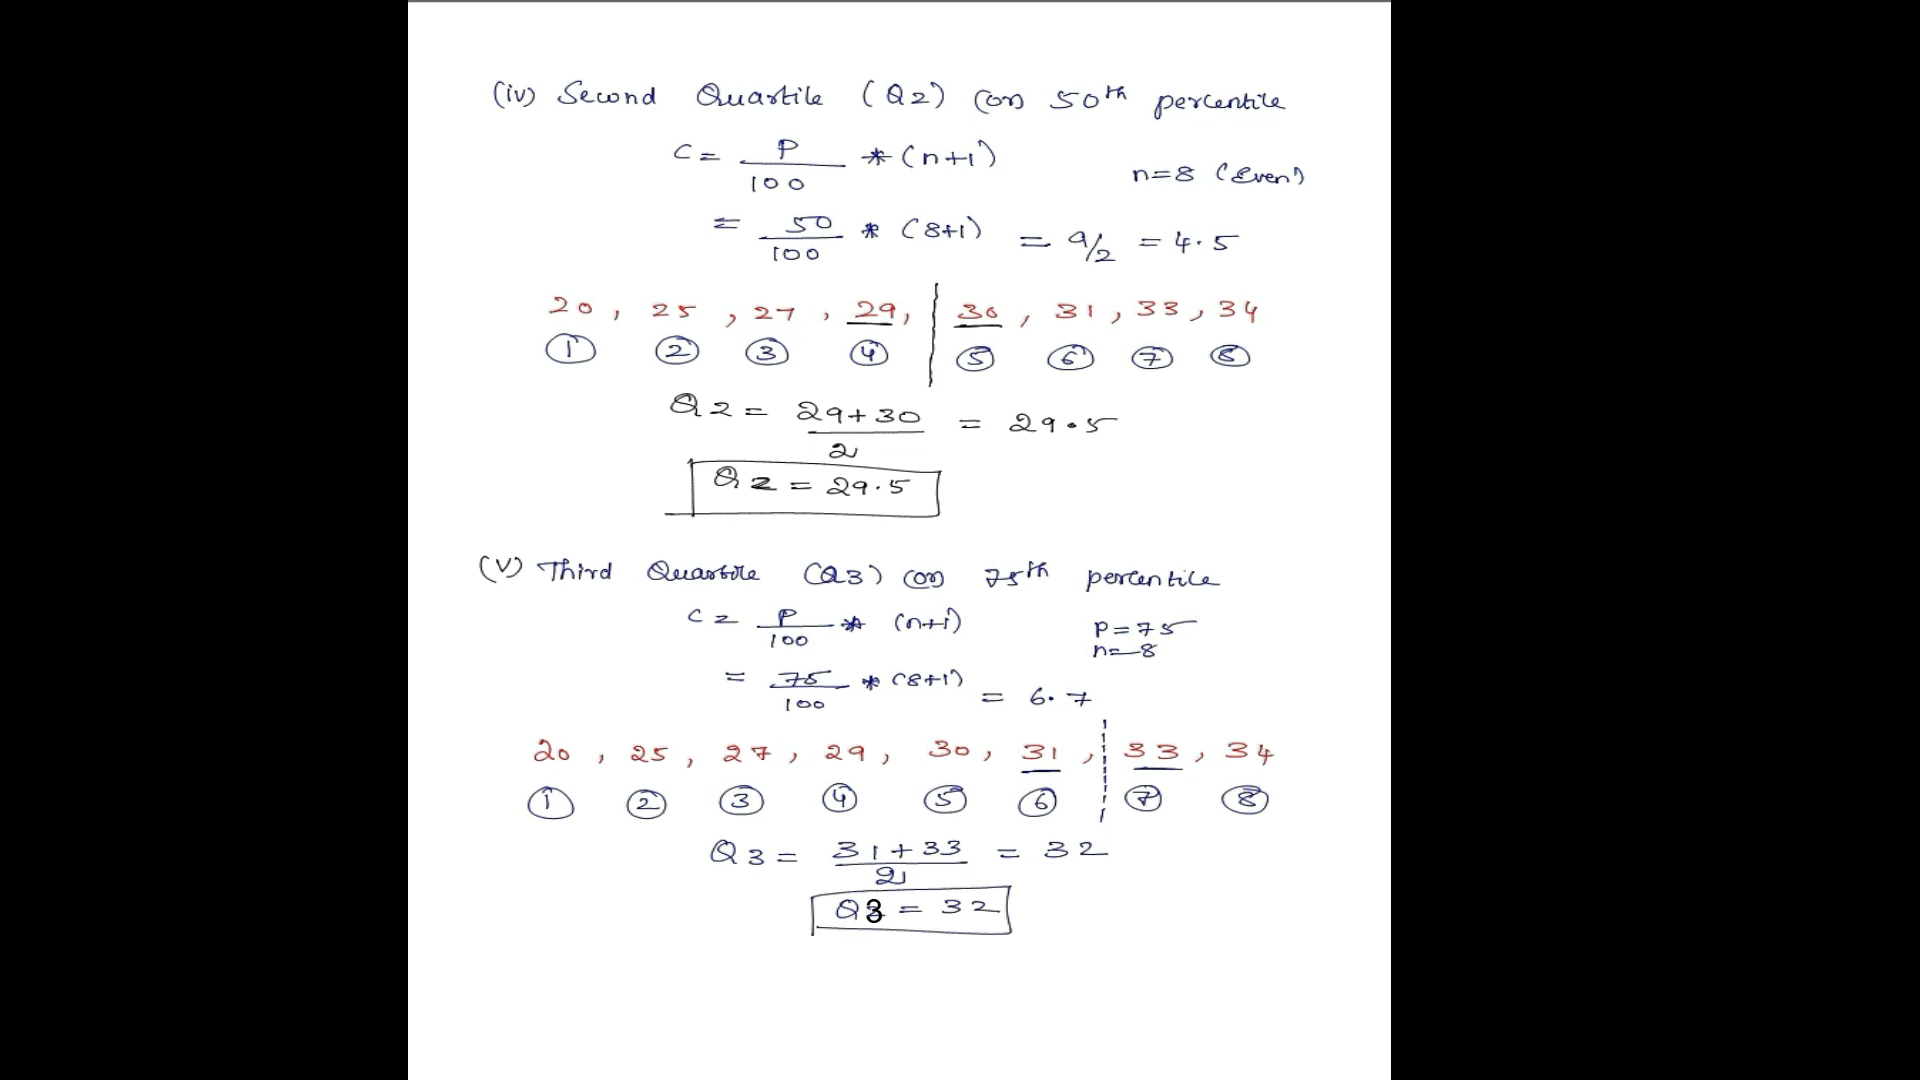 (iv) Second Quartile (Q2) (or) 50th percentile
C = P/100 * (n+1)
n=8 (Even)
= 50/100 * (8+1) = 9/2 = 4.5
20, 25, 27, 29, 30, 31, 33, 34
① ② ③ ④ ⑤ ⑥ ⑦ ⑧
Q2 = 29+30/2 = 29.5
Q2 = 29.5
(V) Third Quartile (Q3) (or) 75th percentile
C = P/100 * (n+1)
P=75
n=8
= 75/100 * (8+1) = 6.7
20, 25, 27, 29, 30, 31, 33, 34
① ② ③ ④ ⑤ ⑥ ⑦ ⑧
Q3 = 31+33/2 = 32
Q3 = 32